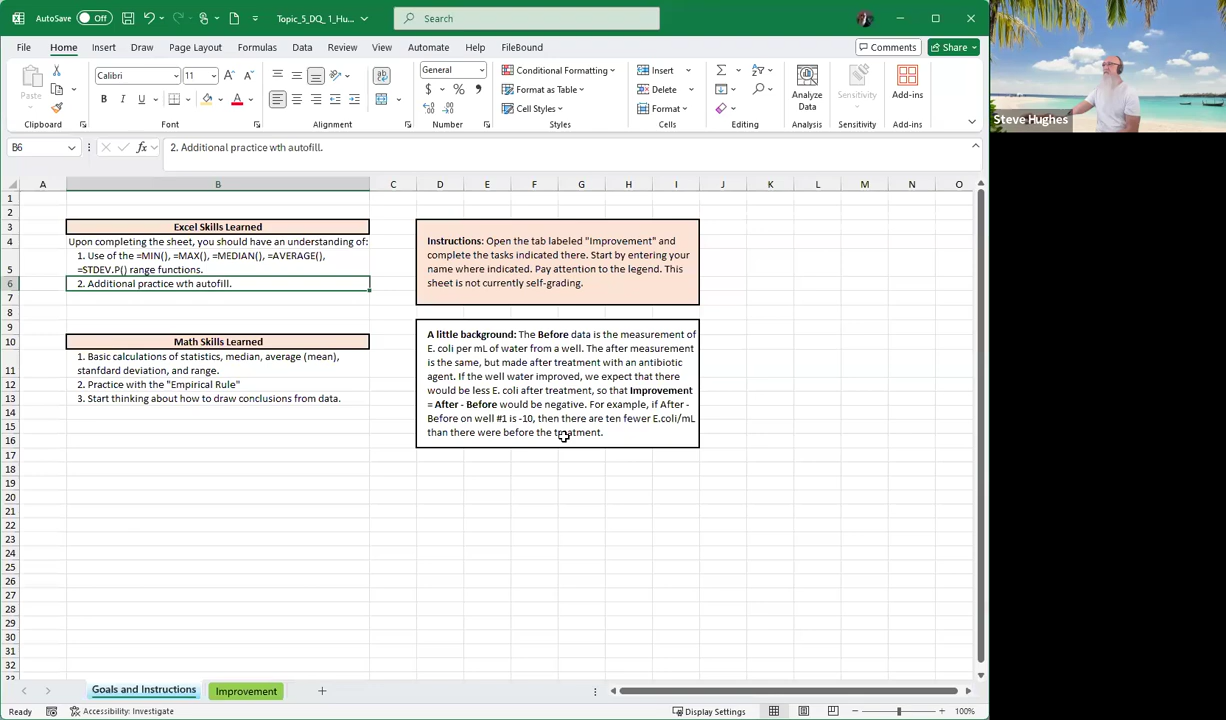 AutoSave Off Topic_5_DQ_ 1_Hu... Search
File Home Insert Draw Page Layout Formulas Data Review View Automate Help FileBound Comments Share
Paste Calibri 11 General Conditional Formatting Insert Analyze Data Sensitivity Add-ins
B I U Format as Table Delete
Cell Styles Format
Clipboard Font Alignment Number Styles Cells Editing Analysis Sensitivity Add-ins
Steve Hughes
B6 fx 2. Additional practice wth autofill.
A B C D E F G H I J K L M N O
1
2
3 Excel Skills Learned
4 Upon completing the sheet, you should have an understanding of:
1. Use of the =MIN(), =MAX(), =MEDIAN(), =AVERAGE(),
5 =STDEV.P() range functions.
6 2. Additional practice wth autofill.
7
8
9
10 Math Skills Learned
1. Basic calculations of statistics, median, average (mean),
11 stanfdard deviation, and range.
12 2. Practice with the "Empirical Rule"
13 3. Start thinking about how to draw conclusions from data.
14
15
16
17
18
19
20
21
22
23
24
25
26
27
28
29
30
31
32
33
Instructions: Open the tab labeled "Improvement" and
complete the tasks indicated there. Start by entering your
name where indicated. Pay attention to the legend. This
sheet is not currently self-grading.
A little background: The Before data is the measurement of
E. coli per mL of water from a well. The after measurement
is the same, but made after treatment with an antibiotic
agent. If the well water improved, we expect that there
would be less E. coli after treatment, so that Improvement
= After - Before would be negative. For example, if After -
Before on well #1 is -10, then there are ten fewer E.coli/mL
than there were before the treatment.
Goals and Instructions Improvement
Ready Accessibility: Investigate Display Settings 100%